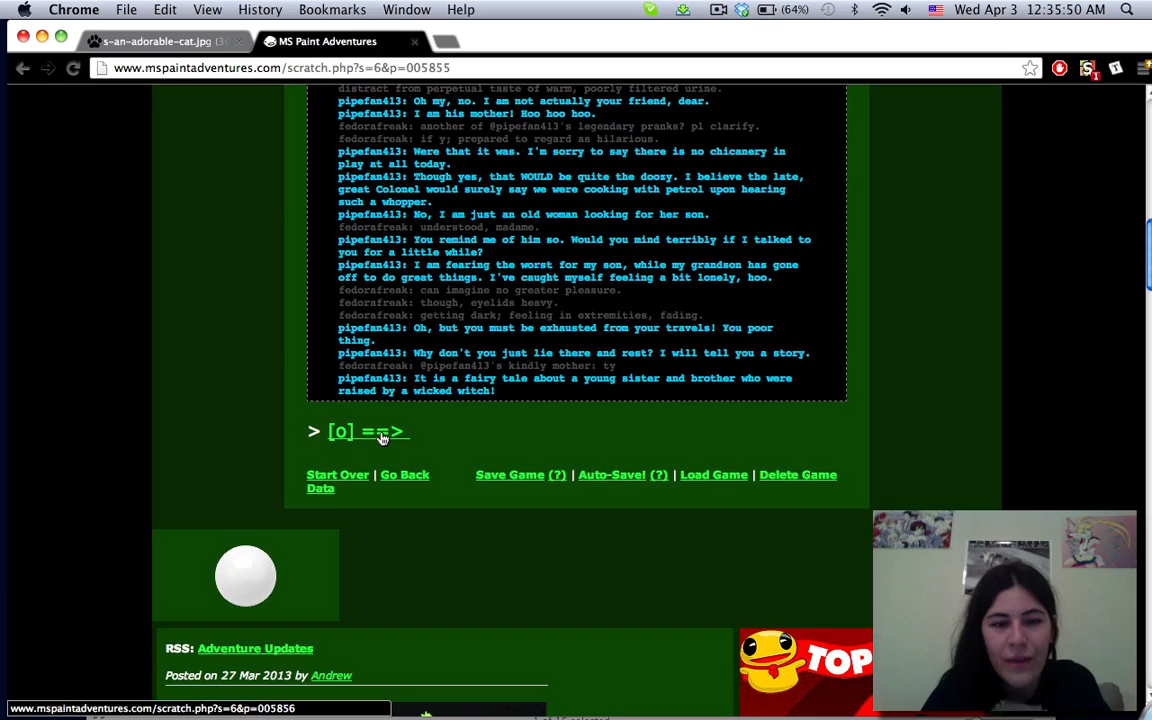 Chrome File Edit View History Bookmarks Window Help (64%) Wed Apr 3 12:35:50 AM
s-an-adorable-cat.jpg MS Paint Adventures
www.mspaintadventures.com/scratch.php?s=6&p=005855
distract from perpetual taste of warm, poorly filtered urine.
pipefan413: Oh my, no. I am not actually your friend, dear.
pipefan413: I am his mother! Hoo hoo hoo.
fedorafreak: another of @pipefan413's legendary pranks? pl clarify.
fedorafreak: if y; prepared to regard as hilarious.
pipefan413: Were that it was. I'm sorry to say there is no chicanery in
play at all today.
pipefan413: Though yes, that WOULD be quite the doozy. I believe the late,
great Colonel would surely say we were cooking with petrol upon hearing
such a whopper.
pipefan413: No, I am just an old woman looking for her son.
fedorafreak: understood, madame.
pipefan413: You remind me of him so. Would you mind terribly if I talked to
you for a little while?
pipefan413: I am fearing the worst for my son, while my grandson has gone
off to do great things. I've caught myself feeling a bit lonely, hoo.
fedorafreak: can imagine no greater pleasure.
fedorafreak: though, eyelids heavy.
fedorafreak: getting dark; feeling in extremities, fading.
pipefan413: Oh, but you must be exhausted from your travels! You poor
thing.
pipefan413: Why don't you just lie there and rest? I will tell you a story.
fedorafreak: @pipefan413's kindly mother: ty
pipefan413: It is a fairy tale about a young sister and brother who were
raised by a wicked witch!
> [o] ==>
Start Over | Go Back Save Game (?) | Auto-Save! (?) | Load Game | Delete Game
Data
RSS: Adventure Updates
Posted on 27 Mar 2013 by Andrew
TOP
www.mspaintadventures.com/scratch.php?s=6&p=005856